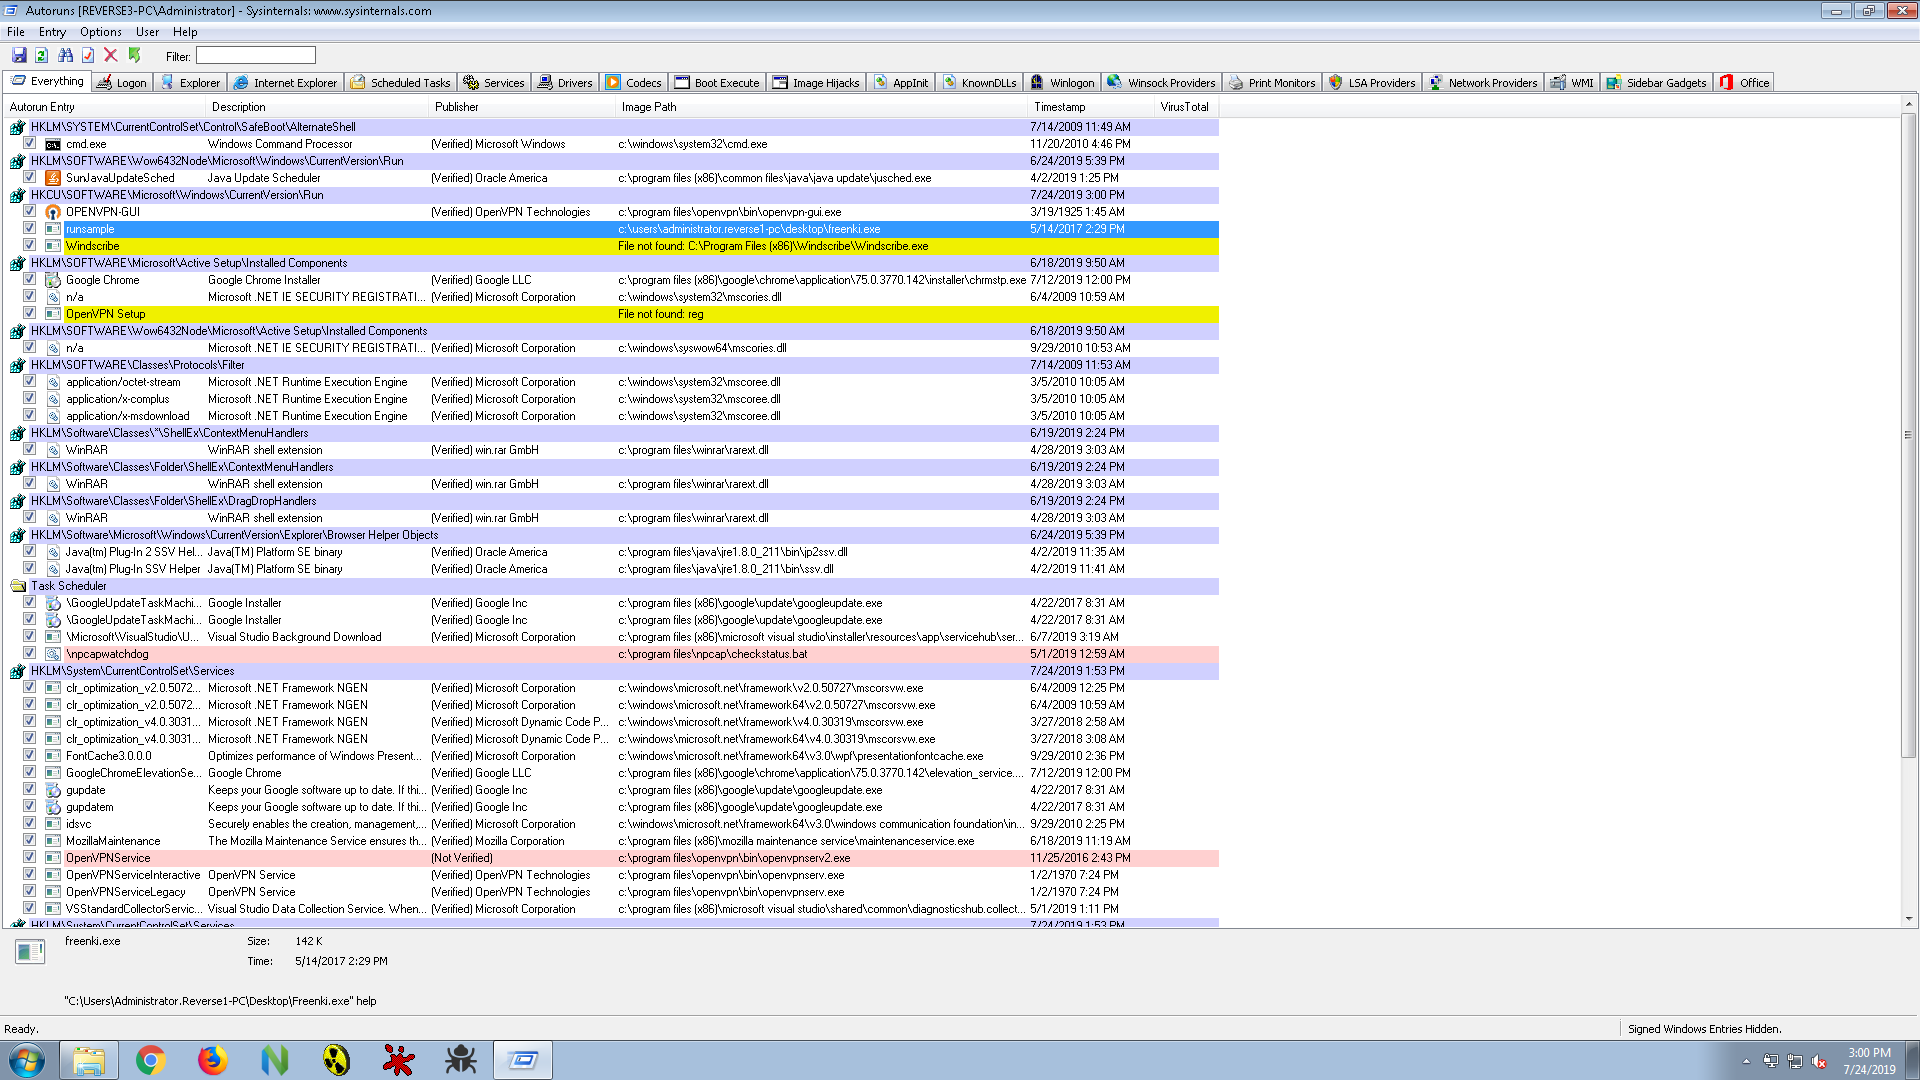 Autoruns [REVERSE3-PC\Administrator] - Sysinternals: www.sysinternals.com
File Entry Options User Help
Filter:
Everything Logon Explorer Internet Explorer Scheduled Tasks Services Drivers Codecs Boot Execute Image Hijacks AppInit KnownDLLs Winlogon Winsock Providers Print Monitors LSA Providers Network Providers WMI Sidebar Gadgets Office
Autorun Entry Description Publisher Image Path Timestamp VirusTotal
HKLM\SYSTEM\CurrentControlSet\Control\SafeBoot\AlternateShell 7/14/2009 11:49 AM
cmd.exe Windows Command Processor (Verified) Microsoft Windows c:\windows\system32\cmd.exe 11/20/2010 4:46 PM
HKLM\SOFTWARE\Wow6432Node\Microsoft\Windows\CurrentVersion\Run 6/24/2019 5:39 PM
SunJavaUpdateSched Java Update Scheduler (Verified) Oracle America c:\program files (x86)\common files\java\java update\jusched.exe 4/2/2019 1:25 PM
HKCU\SOFTWARE\Microsoft\Windows\CurrentVersion\Run 7/24/2019 3:00 PM
OPENVPN-GUI (Verified) OpenVPN Technologies c:\program files\openvpn\bin\openvpn-gui.exe 3/19/1925 1:45 AM
runsample c:\users\administrator.reverse1-pc\desktop\freenki.exe 5/14/2017 2:29 PM
Windscribe File not found: C:\Program Files (x86)\Windscribe\Windscribe.exe
HKLM\SOFTWARE\Microsoft\Active Setup\Installed Components 6/18/2019 9:50 AM
Google Chrome Google Chrome Installer (Verified) Google LLC c:\program files (x86)\google\chrome\application\75.0.3770.142\installer\chrmstp.exe 7/12/2019 12:00 PM
n/a Microsoft .NET IE SECURITY REGISTRATI... (Verified) Microsoft Corporation c:\windows\system32\mscories.dll 6/4/2009 10:59 AM
OpenVPN Setup File not found: reg
HKLM\SOFTWARE\Wow6432Node\Microsoft\Active Setup\Installed Components 6/18/2019 9:50 AM
n/a Microsoft .NET IE SECURITY REGISTRATI... (Verified) Microsoft Corporation c:\windows\syswow64\mscories.dll 9/29/2010 10:53 AM
HKLM\SOFTWARE\Classes\Protocols\Filter 7/14/2009 11:53 AM
application/octet-stream Microsoft .NET Runtime Execution Engine (Verified) Microsoft Corporation c:\windows\system32\mscoree.dll 3/5/2010 10:05 AM
application/x-complus Microsoft .NET Runtime Execution Engine (Verified) Microsoft Corporation c:\windows\system32\mscoree.dll 3/5/2010 10:05 AM
application/x-msdownload Microsoft .NET Runtime Execution Engine (Verified) Microsoft Corporation c:\windows\system32\mscoree.dll 3/5/2010 10:05 AM
HKLM\Software\Classes\*\ShellEx\ContextMenuHandlers 6/19/2019 2:24 PM
WinRAR WinRAR shell extension (Verified) win.rar GmbH c:\program files\winrar\rarext.dll 4/28/2019 3:03 AM
HKLM\Software\Classes\Folder\ShellEx\ContextMenuHandlers 6/19/2019 2:24 PM
WinRAR WinRAR shell extension (Verified) win.rar GmbH c:\program files\winrar\rarext.dll 4/28/2019 3:03 AM
HKLM\Software\Classes\Folder\ShellEx\DragDropHandlers 6/19/2019 2:24 PM
WinRAR WinRAR shell extension (Verified) win.rar GmbH c:\program files\winrar\rarext.dll 4/28/2019 3:03 AM
HKLM\Software\Microsoft\Windows\CurrentVersion\Explorer\Browser Helper Objects 6/24/2019 5:39 PM
Java(tm) Plug-In 2 SSV Hel... Java(TM) Platform SE binary (Verified) Oracle America c:\program files\java\jre1.8.0_211\bin\jp2ssv.dll 4/2/2019 11:35 AM
Java(tm) Plug-In SSV Helper Java(TM) Platform SE binary (Verified) Oracle America c:\program files\java\jre1.8.0_211\bin\ssv.dll 4/2/2019 11:41 AM
Task Scheduler
\GoogleUpdateTaskMachi... Google Installer (Verified) Google Inc c:\program files (x86)\google\update\googleupdate.exe 4/22/2017 8:31 AM
\GoogleUpdateTaskMachi... Google Installer (Verified) Google Inc c:\program files (x86)\google\update\googleupdate.exe 4/22/2017 8:31 AM
\Microsoft\VisualStudio\U... Visual Studio Background Download (Verified) Microsoft Corporation c:\program files (x86)\microsoft visual studio\installer\resources\app\servicehub\ser... 6/7/2019 3:19 AM
\npcapwatchdog c:\program files\npcap\checkstatus.bat 5/1/2019 12:59 AM
HKLM\System\CurrentControlSet\Services 7/24/2019 1:53 PM
clr_optimization_v2.0.5072... Microsoft .NET Framework NGEN (Verified) Microsoft Corporation c:\windows\microsoft.net\framework\v2.0.50727\mscorsvw.exe 6/4/2009 12:25 PM
clr_optimization_v2.0.5072... Microsoft .NET Framework NGEN (Verified) Microsoft Corporation c:\windows\microsoft.net\framework64\v2.0.50727\mscorsvw.exe 6/4/2009 10:59 AM
clr_optimization_v4.0.3031... Microsoft .NET Framework NGEN (Verified) Microsoft Dynamic Code P... c:\windows\microsoft.net\framework\v4.0.30319\mscorsvw.exe 3/27/2018 2:58 AM
clr_optimization_v4.0.3031... Microsoft .NET Framework NGEN (Verified) Microsoft Dynamic Code P... c:\windows\microsoft.net\framework64\v4.0.30319\mscorsvw.exe 3/27/2018 3:08 AM
FontCache3.0.0.0 Optimizes performance of Windows Present... (Verified) Microsoft Corporation c:\windows\microsoft.net\framework64\v3.0\wpf\presentationfontcache.exe 9/29/2010 2:36 PM
GoogleChromeElevationSe... Google Chrome (Verified) Google LLC c:\program files (x86)\google\chrome\application\75.0.3770.142\elevation_service.... 7/12/2019 12:00 PM
gupdate Keeps your Google software up to date. If thi... (Verified) Google Inc c:\program files (x86)\google\update\googleupdate.exe 4/22/2017 8:31 AM
gupdatem Keeps your Google software up to date. If thi... (Verified) Google Inc c:\program files (x86)\google\update\googleupdate.exe 4/22/2017 8:31 AM
idsvc Securely enables the creation, management,... (Verified) Microsoft Corporation c:\windows\microsoft.net\framework64\v3.0\windows communication foundation\in... 9/29/2010 2:25 PM
MozillaMaintenance The Mozilla Maintenance Service ensures th... (Verified) Mozilla Corporation c:\program files (x86)\mozilla maintenance service\maintenanceservice.exe 6/18/2019 11:19 AM
OpenVPNService (Not Verified) c:\program files\openvpn\bin\openvpnserv2.exe 11/25/2016 2:43 PM
OpenVPNServiceInteractive OpenVPN Service (Verified) OpenVPN Technologies c:\program files\openvpn\bin\openvpnserv.exe 1/2/1970 7:24 PM
OpenVPNServiceLegacy OpenVPN Service (Verified) OpenVPN Technologies c:\program files\openvpn\bin\openvpnserv.exe 1/2/1970 7:24 PM
VSStandardCollectorServic... Visual Studio Data Collection Service. When... (Verified) Microsoft Corporation c:\program files (x86)\microsoft visual studio\shared\common\diagnosticshub.collect... 5/1/2019 1:11 PM
HKLM\System\CurrentControlSet\Services 7/24/2019 1:53 PM
freenki.exe Size: 142 K
Time: 5/14/2017 2:29 PM
"C:\Users\Administrator.Reverse1-PC\Desktop\Freenki.exe" help
Ready. Signed Windows Entries Hidden.
3:00 PM
7/24/2019